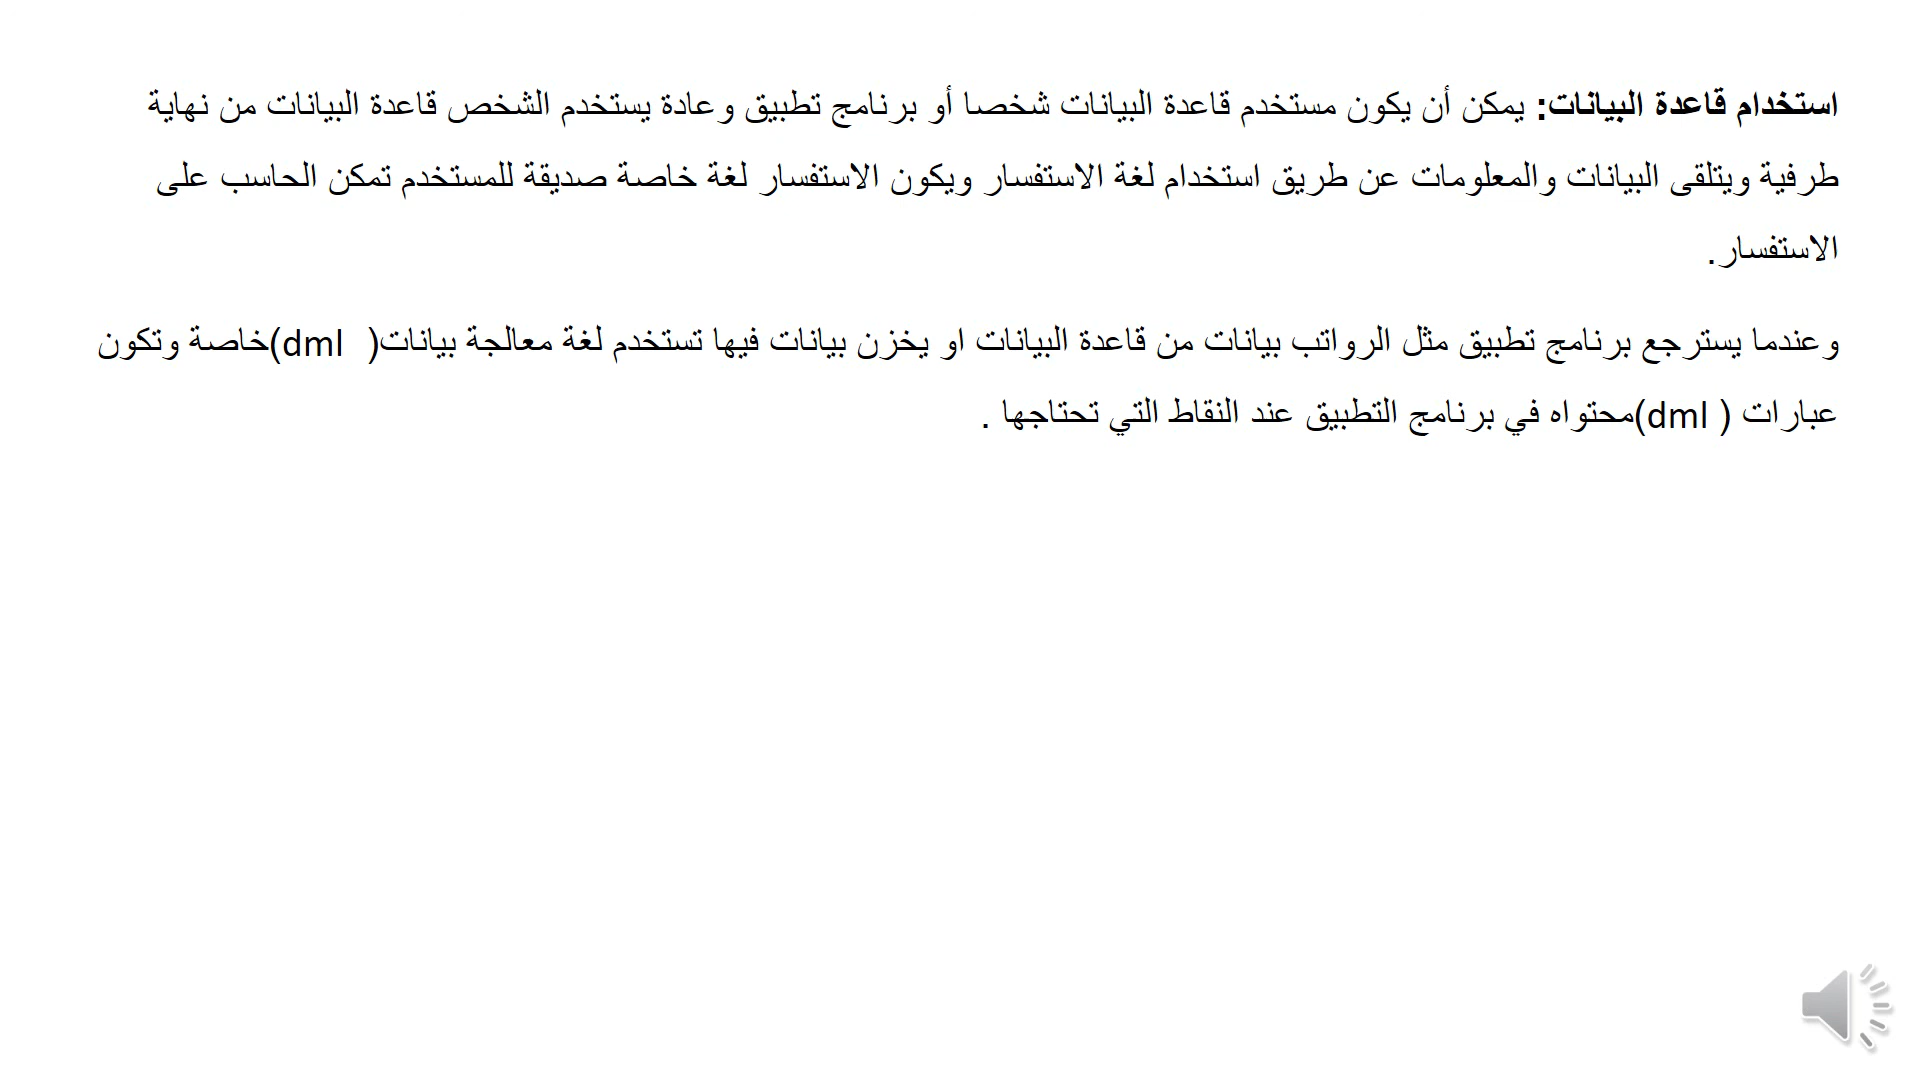 استخدام قاعدة البيانات: يمكن أن يكون مستخدم قاعدة البيانات شخصا أو برنامج تطبيق وعادة يستخدم الشخص قاعدة البيانات من نهاية
طرفية ويتلقى البيانات والمعلومات عن طريق استخدام لغة الاستفسار ويكون الاستفسار لغة خاصة صديقة للمستخدم تمكن الحاسب على
الاستفسار.
وعندما يسترجع برنامج تطبيق مثل الرواتب بيانات من قاعدة البيانات او يخزن بيانات فيها تستخدم لغة معالجة بيانات( dml)خاصة وتكون
عبارات ( dml)محتواه في برنامج التطبيق عند النقاط التي تحتاجها .